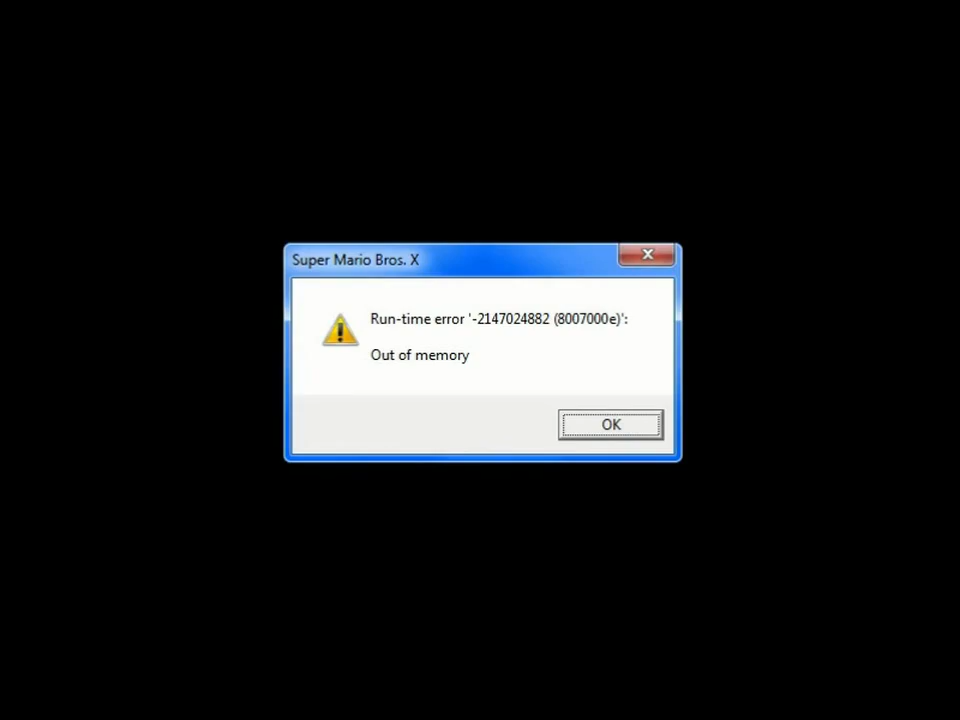 Super Mario Bros. X
Run-time error '-2147024882 (8007000e)':
Out of memory
OK